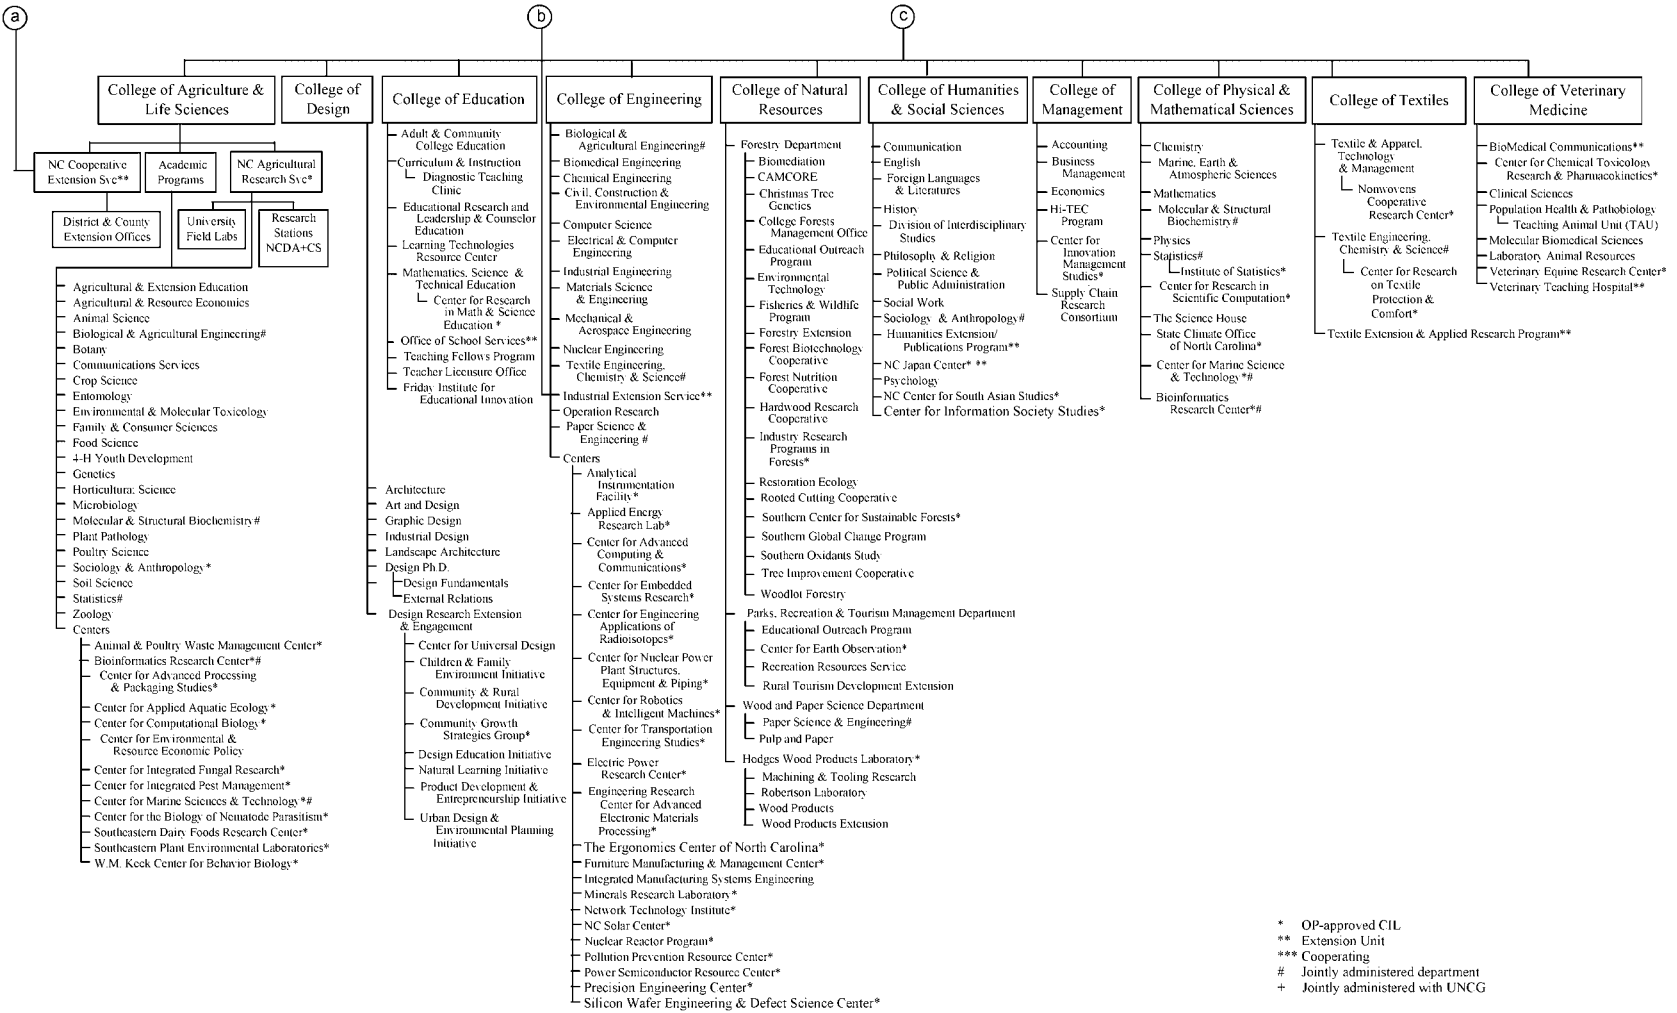 a
b
c
College of Agriculture &
Life Sciences
NC Cooperative
Extension Svc**
Academic
Programs
NC Agricultural
Research Svc*
District & County
Extension Offices
University
Field Labs
Research
Stations
NCDA+CS
Agricultural & Extension Education
Agricultural & Resource Economics
Animal Science
Biological & Agricultural Engineering#
Botany
Communications Services
Crop Science
Entomology
Environmental & Molecular Toxicology
Family & Consumer Sciences
Food Science
4-H Youth Development
Genetics
Horticultural Science
Microbiology
Molecular & Structural Biochemistry#
Plant Pathology
Poultry Science
Sociology & Anthropology*
Soil Science
Statistics#
Zoology
Centers
Animal & Poultry Waste Management Center*
Bioinformatics Research Center*#
Center for Advanced Processing
& Packaging Studies*
Center for Applied Aquatic Ecology*
Center for Computational Biology*
Center for Environmental &
Resource Economic Policy
Center for Integrated Fungal Research*
Center for Integrated Pest Management*
Center for Marine Sciences & Technology*#
Center for the Biology of Nematode Parasitism*
Southeastern Dairy Foods Research Center*
Southeastern Plant Environmental Laboratories*
W.M. Keck Center for Behavior Biology*
College of
Design
Architecture
Art and Design
Graphic Design
Industrial Design
Landscape Architecture
Design Ph.D.
Design Fundamentals
External Relations
Design Research Extension
& Engagement
Center for Universal Design
Children & Family
Environment Initiative
Community & Rural
Development Initiative
Community Growth
Strategies Group*
Design Education Initiative
Natural Learning Initiative
Product Development &
Entrepreneurship Initiative
Urban Design &
Environmental Planning
Initiative
College of Education
Adult & Community
College Education
Curriculum & Instruction
Diagnostic Teaching
Clinic
Educational Research and
Leadership & Counselor
Education
Learning Technologies
Resource Center
Mathematics, Science &
Technical Education
Center for Research
in Math & Science
Education *
Office of School Services**
Teaching Fellows Program
Teacher Licensure Office
Friday Institute for
Educational Innovation
College of Engineering
Biological &
Agricultural Engineering#
Biomedical Engineering
Chemical Engineering
Civil, Construction &
Environmental Engineering
Computer Science
Electrical & Computer
Engineering
Industrial Engineering
Materials Science
& Engineering
Mechanical &
Aerospace Engineering
Nuclear Engineering
Textile Engineering,
Chemistry & Science#
Industrial Extension Service**
Operation Research
Paper Science &
Engineering #
Centers
Analytical
Instrumentation
Facility*
Applied Energy
Research Lab*
Center for Advanced
Computing &
Communications*
Center for Embedded
Systems Research*
Center for Engineering
Applications of
Radioisotopes*
Center for Nuclear Power
Plant Structures,
Equipment & Piping*
Center for Robotics
& Intelligent Machines*
Center for Transportation
Engineering Studies*
Electric Power
Research Center*
Engineering Research
Center for Advanced
Electronic Materials
Processing*
The Ergonomics Center of North Carolina*
Furniture Manufacturing & Management Center*
Integrated Manufacturing Systems Engineering
Minerals Research Laboratory*
Network Technology Institute*
NC Solar Center*
Nuclear Reactor Program*
Pollution Prevention Resource Center*
Power Semiconductor Resource Center*
Precision Engineering Center*
Silicon Wafer Engineering & Defect Science Center*
College of Natural
Resources
Forestry Department
Biomediation
CAMCORE
Christmas Tree
Genetics
College Forests
Management Office
Educational Outreach
Program
Environmental
Technology
Fisheries & Wildlife
Program
Forestry Extension
Forest Biotechnology
Cooperative
Forest Nutrition
Cooperative
Hardwood Research
Cooperative
Industry Research
Programs in
Forests*
Restoration Ecology
Rooted Cutting Cooperative
Southern Center for Sustainable Forests*
Southern Global Change Program
Southern Oxidants Study
Tree Improvement Cooperative
Woodlot Forestry
Parks, Recreation & Tourism Management Department
Educational Outreach Program
Center for Earth Observation*
Recreation Resources Service
Rural Tourism Development Extension
Wood and Paper Science Department
Paper Science & Engineering#
Pulp and Paper
Hodges Wood Products Laboratory*
Machining & Tooling Research
Robertson Laboratory
Wood Products
Wood Products Extension
College of Humanities
& Social Sciences
Communication
English
Foreign Languages
& Literatures
History
Division of Interdisciplinary
Studies
Philosophy & Religion
Political Science &
Public Administration
Social Work
Sociology & Anthropology#
Humanities Extension/
Publications Program**
NC Japan Center* **
Psychology
NC Center for South Asian Studies*
Center for Information Society Studies*
College of
Management
Accounting
Business
Management
Economics
Hi-TEC
Program
Center for
Innovation
Management
Studies*
Supply Chain
Research
Consortium
College of Physical &
Mathematical Sciences
Chemistry
Marine, Earth &
Atmospheric Sciences
Mathematics
Molecular & Structural
Biochemistry#
Physics
Statistics#
Institute of Statistics*
Center for Research in
Scientific Computation*
The Science House
State Climate Office
of North Carolina*
Center for Marine Science
& Technology*#
Bioinformatics
Research Center*#
College of Textiles
Textile & Apparel,
Technology
& Management
Nonwovens
Cooperative
Research Center*
Textile Engineering,
Chemistry & Science#
Center for Research
on Textile
Protection &
Comfort*
Textile Extension & Applied Research Program**
College of Veterinary
Medicine
BioMedical Communications**
Center for Chemical Toxicology
Research & Pharmacokinetics*
Clinical Sciences
Population Health & Pathobiology
Teaching Animal Unit (TAU)
Molecular Biomedical Sciences
Laboratory Animal Resources
Veterinary Equine Research Center*
Veterinary Teaching Hospital**
* OP-approved CIL
** Extension Unit
*** Cooperating
# Jointly administered department
+ Jointly administered with UNCG